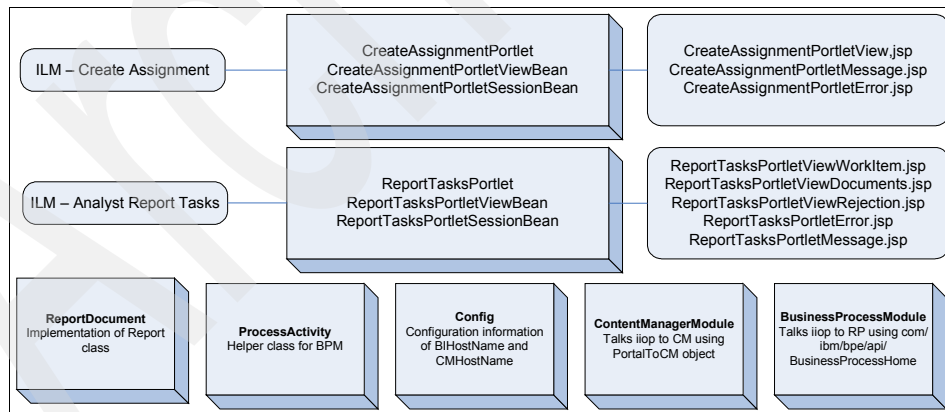 ILM – Create Assignment
CreateAssignmentPortlet
CreateAssignmentPortletViewBean
CreateAssignmentPortletSessionBean
CreateAssignmentPortletView,jsp
CreateAssignmentPortletMessage.jsp
CreateAssignmentPortletError.jsp
ILM – Analyst Report Tasks
ReportTasksPortlet
ReportTasksPortletViewBean
ReportTasksPortletSessionBean
ReportTasksPortletViewWorkItem.jsp
ReportTasksPortletViewDocuments.jsp
ReportTasksPortletViewRejection.jsp
ReportTasksPortletError.jsp
ReportTasksPortletMessage.jsp
ReportDocument
Implementation of Report
class
ProcessActivity
Helper class for BPM
Config
Configuration information
of BIHostName and
CMHostName
ContentManagerModule
Talks iiop to CM using
PortalToCM object
BusinessProcessModule
Talks iiop to RP using com/
ibm/bpe/api/
BusinessProcessHome